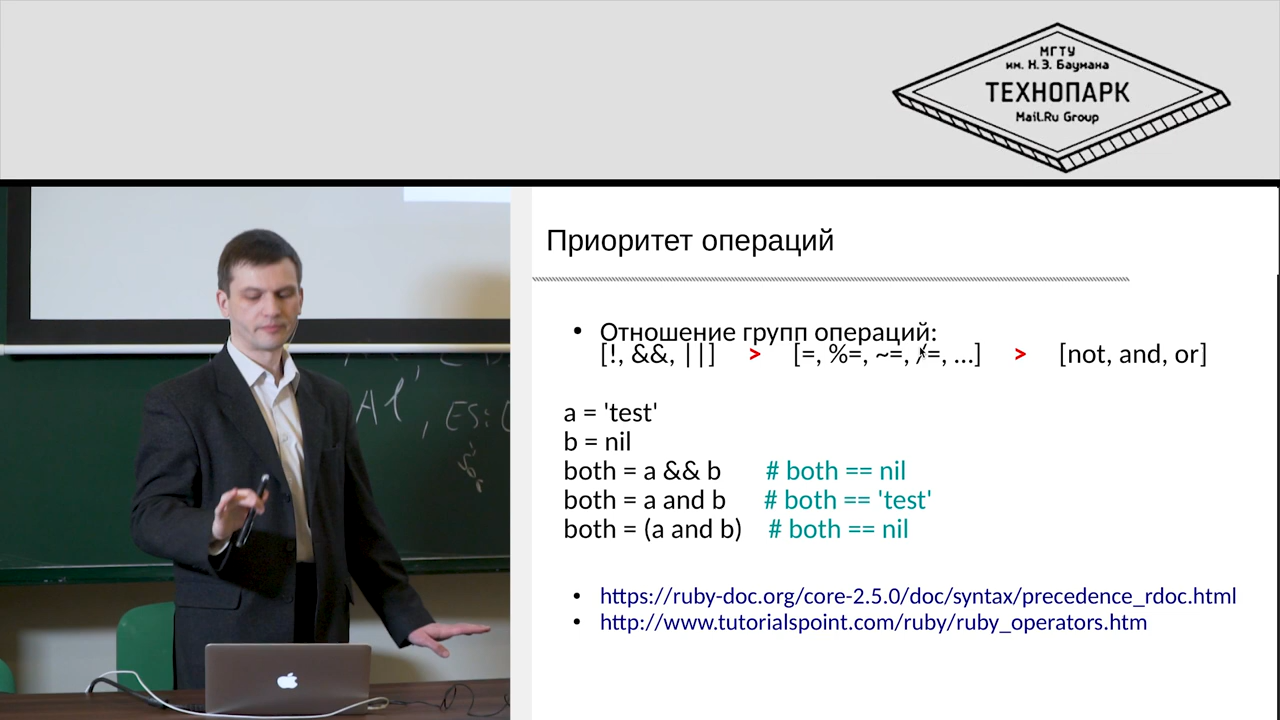 МГТУ
им. Н.Э. Баумана
ТЕХНОПАРК
Mail.Ru Group
Приоритет операций
• Отношение групп операций:
[!, &&, ||] > [=, %=, ~=, /=, ...] > [not, and, or]
a = 'test'
b = nil
both = a && b # both == nil
both = a and b # both == 'test'
both = (a and b) # both == nil
• https://ruby-doc.org/core-2.5.0/doc/syntax/precedence_rdoc.html
• http://www.tutorialspoint.com/ruby/ruby_operators.htm
Al, ES: